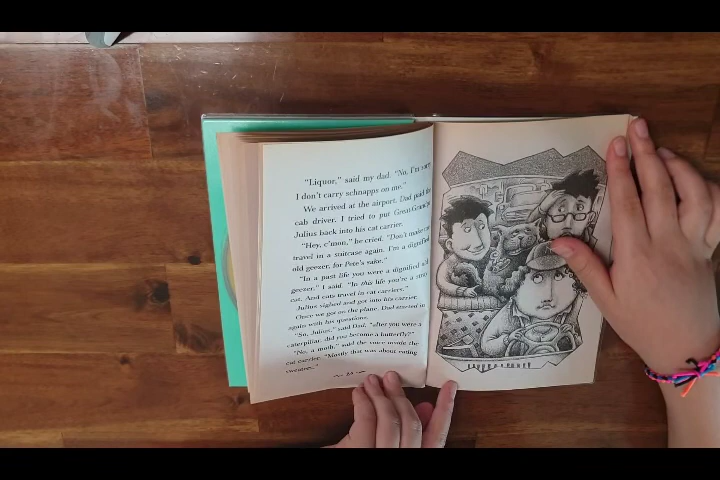 "Liquor," said my dad. "No, I'm sorry
I don't carry schnapps on me."
We arrived at the airport. Dad paid the
cab driver. I tried to put Great-Grandpa
Julius back into his cat carrier.
"Hey, c'mon," he cried. "Don't make me
travel in a suitcase again. I'm a dignified
old geezer, for Pete's sake."
"In a past life you were a dignified old
geezer," I said. "In this life you're a
cat. And cats travel in cat carriers."
Julius sighed and got into his carrier.
Once we got on the plane, Dad started in
again with his questions.
"So, Julius," said Dad, "after you were a
caterpillar, did you become a butterfly?"
"No, a moth," said the voice inside the
cat carrier. "Mostly that was about eating
sweaters."